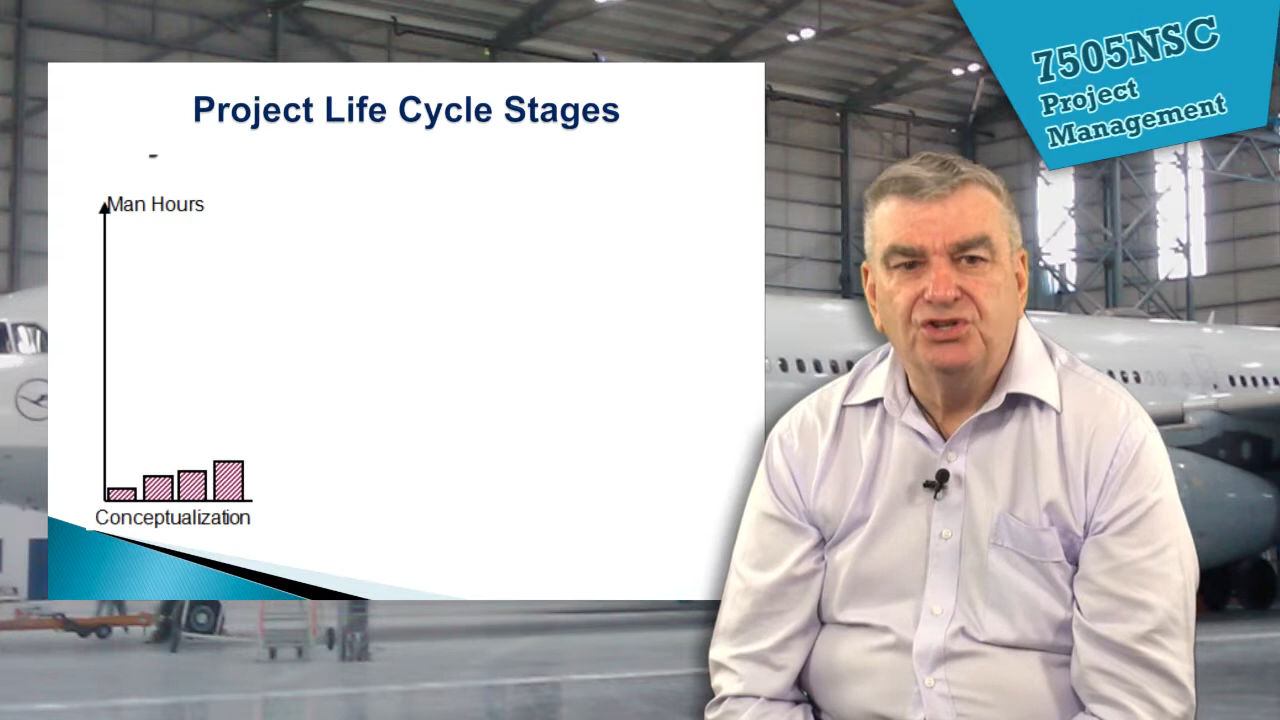 Project Life Cycle Stages
Man Hours
Conceptualization
7505NSC
Project
Management